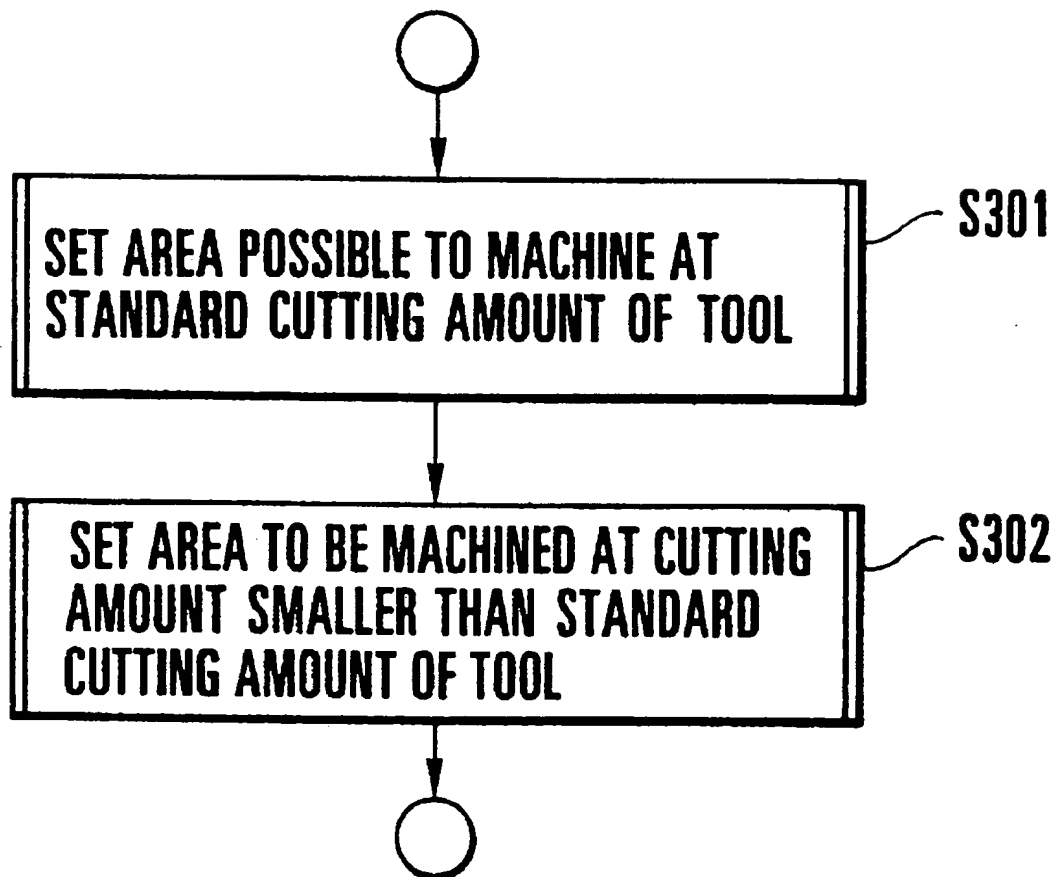 SET AREA POSSIBLE TO MACHINE AT
STANDARD CUTTING AMOUNT OF TOOL
S301
SET AREA TO BE MACHINED AT CUTTING
AMOUNT SMALLER THAN STANDARD
CUTTING AMOUNT OF TOOL
S302